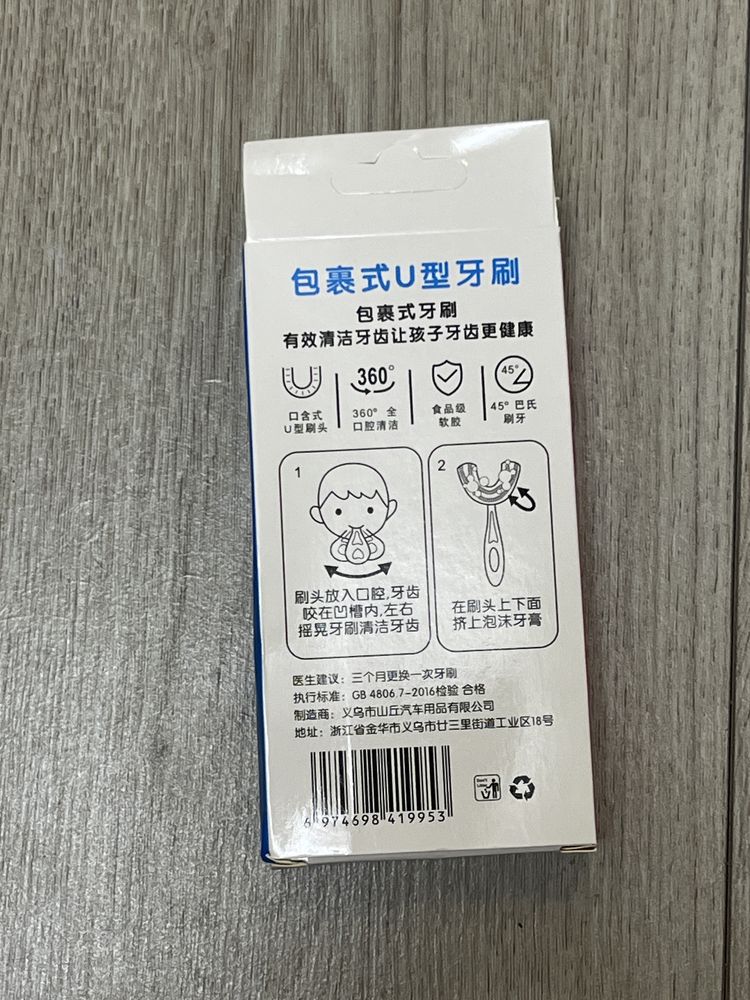 包裹式U型牙刷
包裹式牙刷
有效清洁牙齿让孩子牙齿更健康
口含式
U型刷头
360°
360° 全
口腔清洁
食品级
软胶
45°
45° 巴氏
刷牙
1
刷头放入口腔,牙齿
咬在凹槽内,左右
摇晃牙刷清洁牙齿
2
在刷头上下面
挤上泡沫牙膏
医生建议：三个月更换一次牙刷
执行标准：GB 4806.7-2016检验 合格
制造商：义乌市山丘汽车用品有限公司
地址：浙江省金华市义乌市廿三里街道工业区18号
6 974698 419953
Don't
Litter